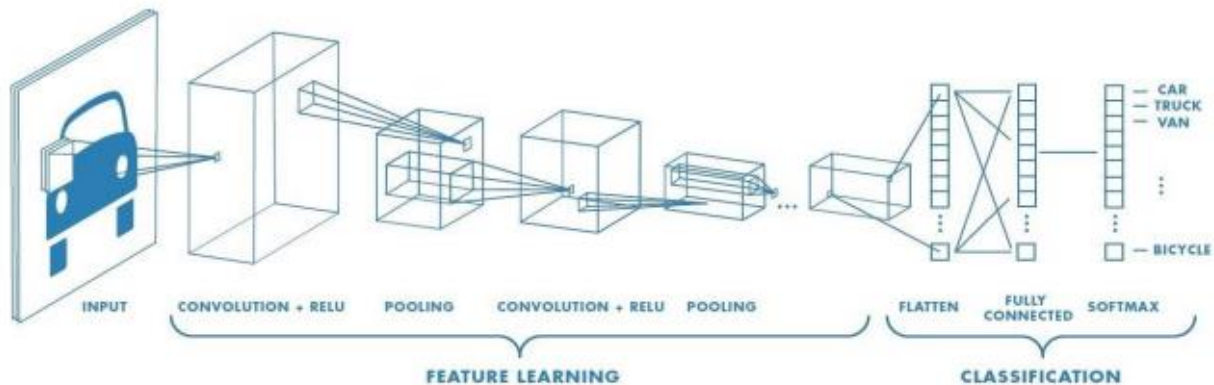 CAR
TRUCK
VAN
BICYCLE
INPUT
CONVOLUTION + RELU
POOLING
CONVOLUTION + RELU
POOLING
FLATTEN
FULLY
CONNECTED
SOFTMAX
FEATURE LEARNING
CLASSIFICATION